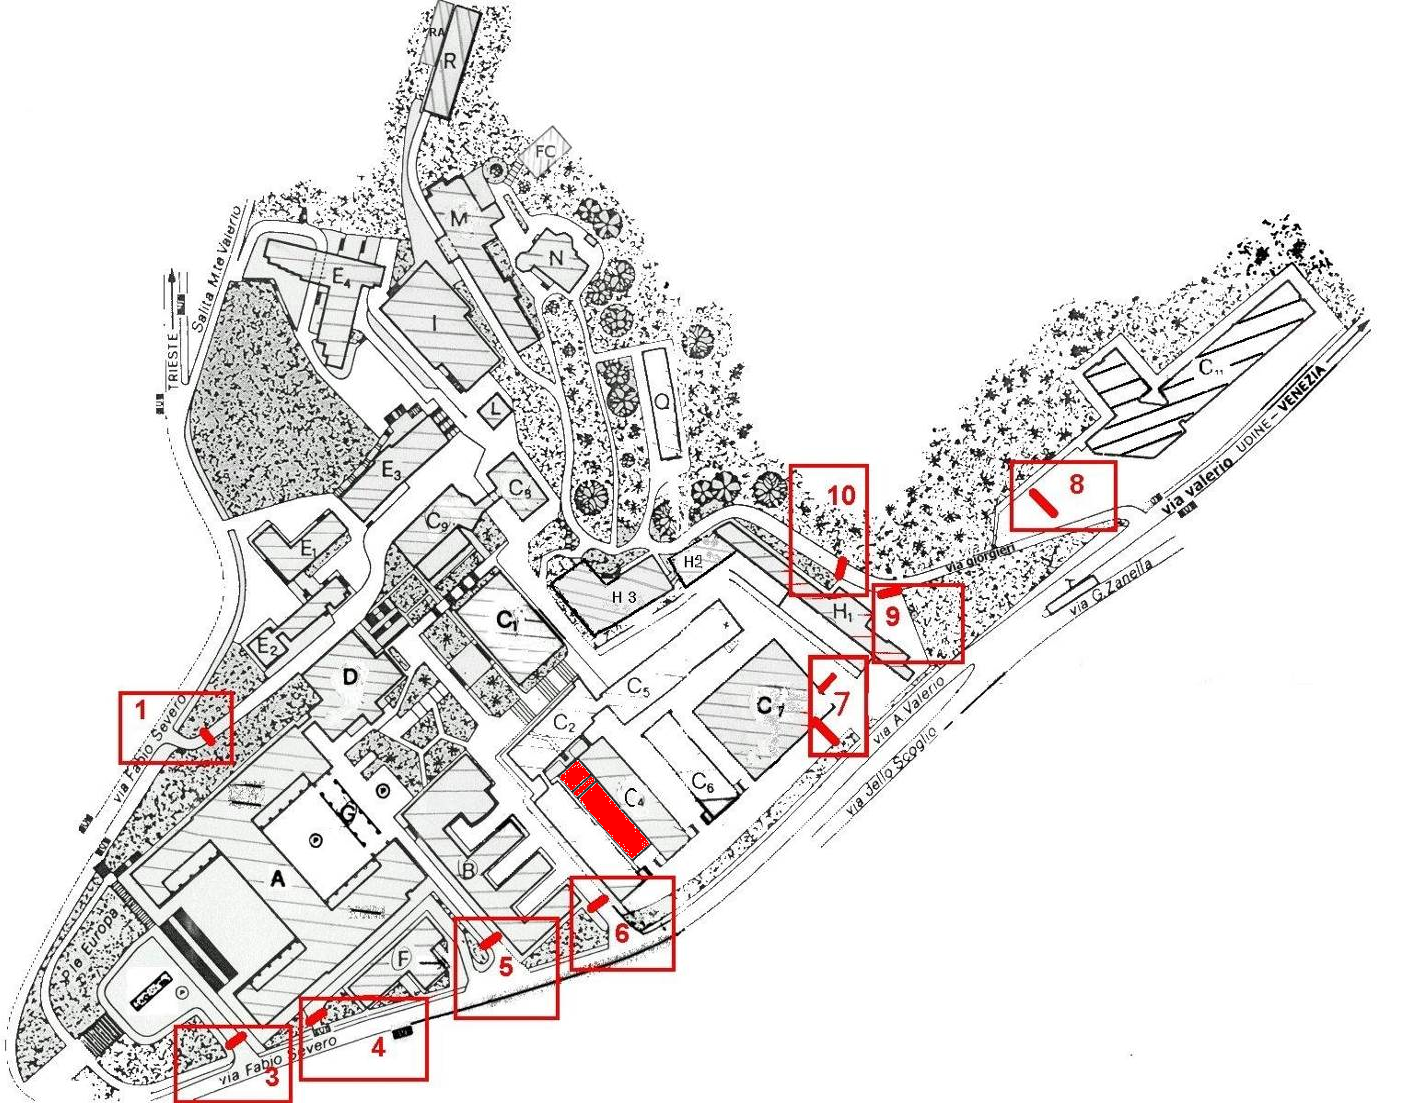 RA
R
FC
M
N
Salita M.te Valerio
E4
I
TRIESTE
L
Q
C11
E3
C8
UDINE - VENEZIA
10
8
via valerio
C9
E1
via giorgieri
H2
H3
T
via G. Zanella
C1
H1
9
E2
D
C5
7
C7
1
C2
via A Valerio
via Fabio Severo
C6
C4
via dello Scoglio
G
P
P
B
A
P.le Europa
6
F
5
P
4
3
via Fabio Severo